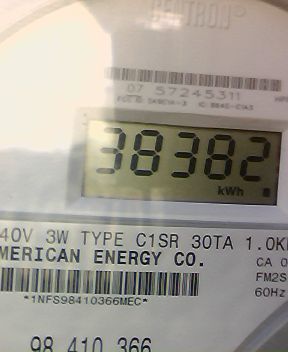 CENTRON®
07 57245311
38382
kWh
40V 3W TYPE C1SR 30TA 1.0K
MERICAN ENERGY CO.
CA 0
FM2S
*1NFS98410366MEC*
60Hz
98 410 366